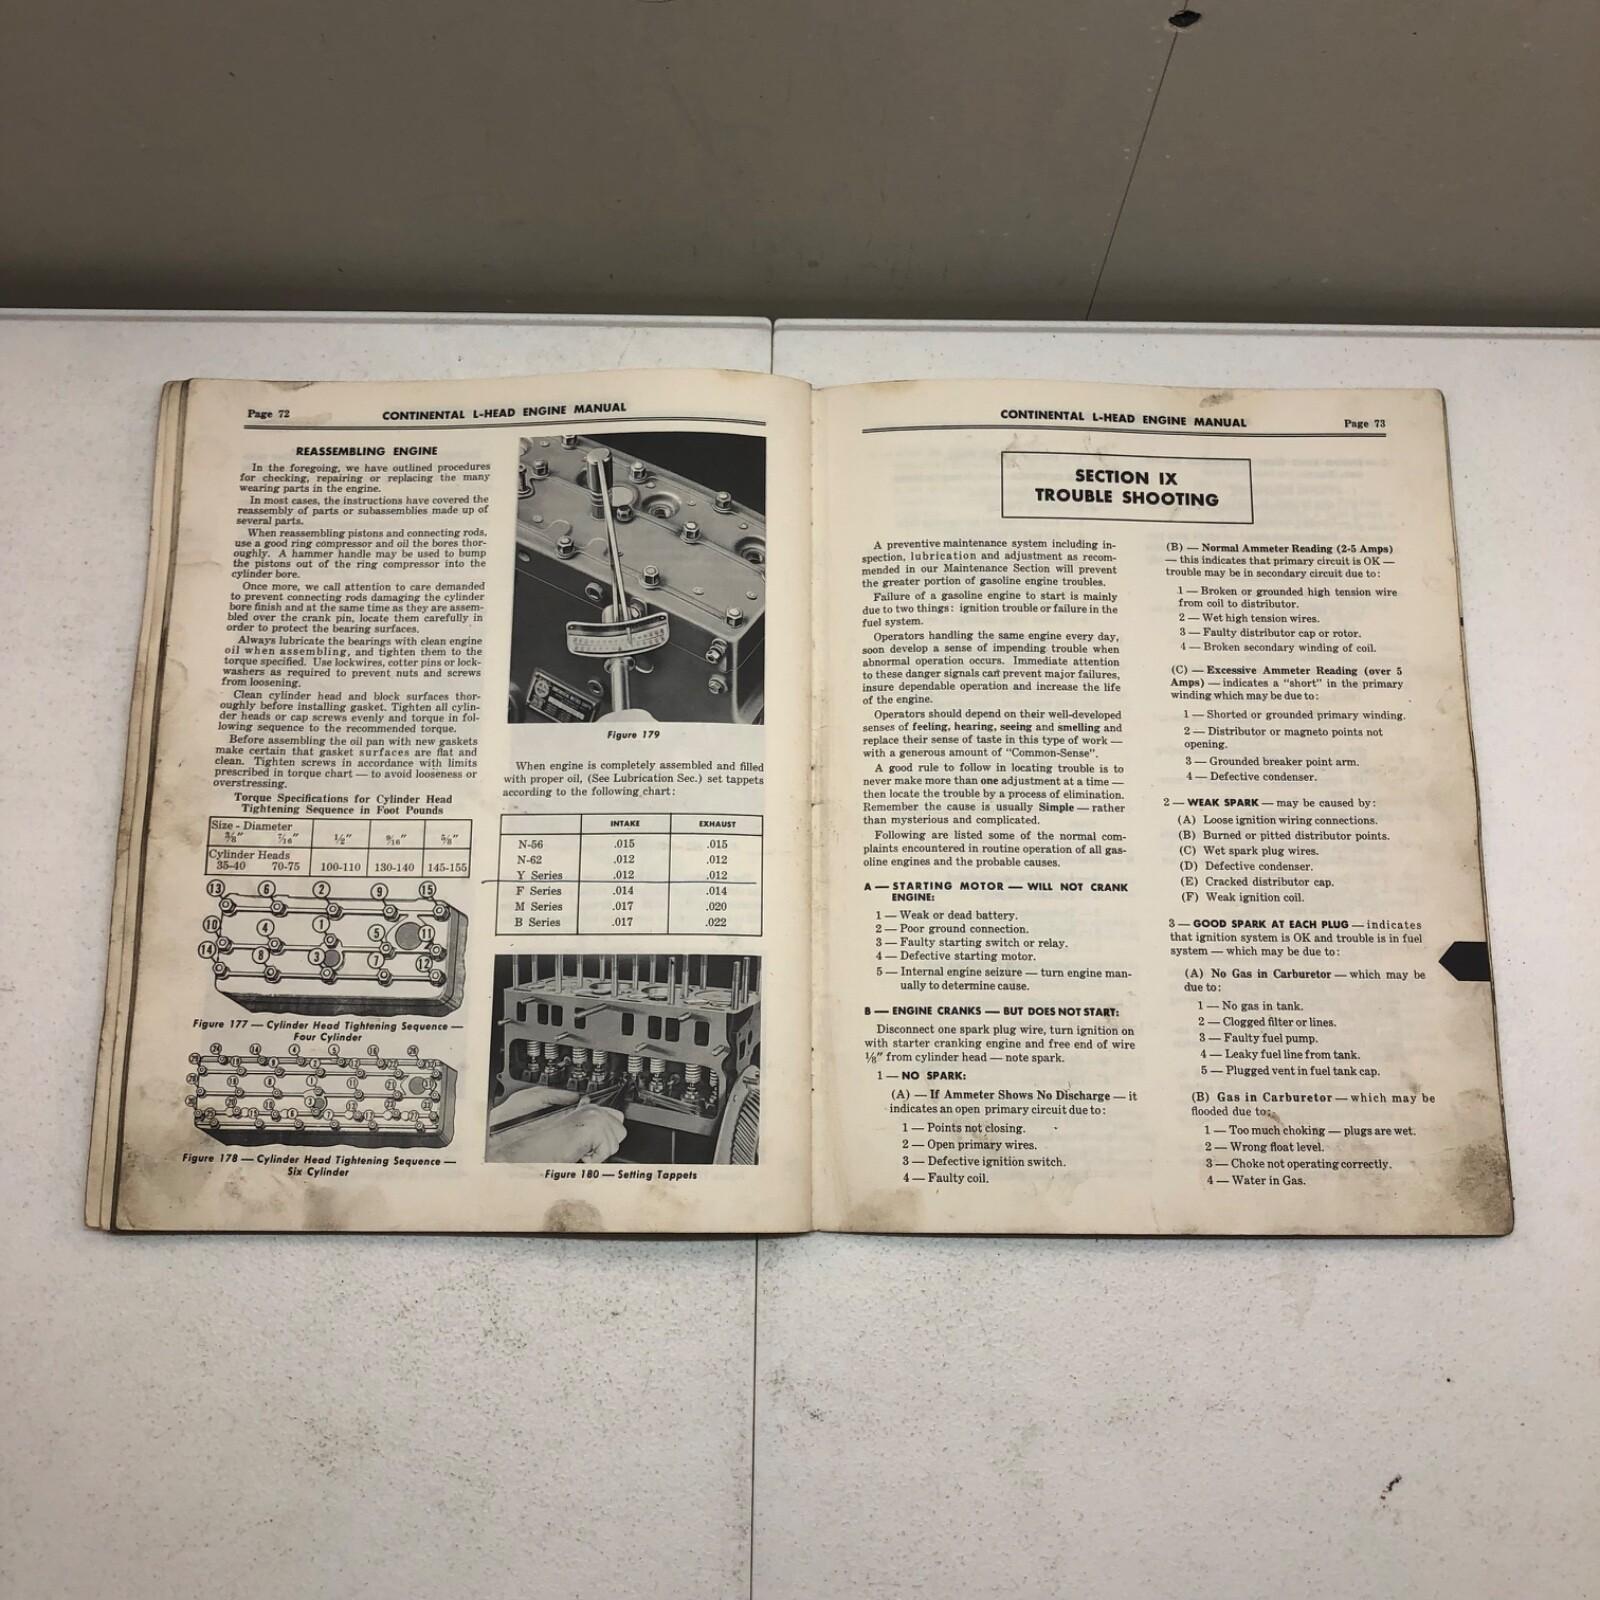 Page 72
CONTINENTAL L-HEAD ENGINE MANUAL
REASSEMBLING ENGINE
In the foregoing, we have outlined procedures
for checking, repairing or replacing the many
wearing parts in the engine.
In most cases, the instructions have covered the
reassembly of parts or subassemblies made up of
several parts.
When reassembling pistons and connecting rods,
use a good ring compressor and oil the bores thor-
oughly. A hammer handle may be used to bump
the pistons out of the ring compressor into the
cylinder bore.
Once more, we call attention to care demanded
to prevent connecting rods damaging the cylinder
bore finish and at the same time as they are assem-
bled over the crank pin, locate them carefully in
order to protect the bearing surfaces.
Always lubricate the bearings with clean engine
oil when assembling, and tighten them to the
torque specified. Use lockwires, cotter pins or lock-
washers as required to prevent nuts and screws
from loosening.
Clean cylinder head and block surfaces thor-
oughly before installing gasket. Tighten all cylin-
der heads or cap screws evenly and torque in fol-
lowing sequence to the recommended torque.
Before assembling the oil pan with new gaskets
make certain that gasket surfaces are flat and
clean. Tighten screws in accordance with limits
prescribed in torque chart — to avoid looseness or
overstressing.
Torque Specifications for Cylinder Head
Tightening Sequence in Foot Pounds
Size - Diameter
3/8" 7/16" 1/2" 9/16" 5/8"
Cylinder Heads
35-40 70-75 100-110 130-140 145-155
13 6 2 9 15
10 4 1 5 11
14 8 3 7 12
Figure 177 — Cylinder Head Tightening Sequence —
Four Cylinder
Figure 178 — Cylinder Head Tightening Sequence —
Six Cylinder
Figure 179
When engine is completely assembled and filled
with proper oil, (See Lubrication Sec.) set tappets
according to the following chart:
INTAKE EXHAUST
N-56 .015 .015
N-62 .012 .012
Y Series .012 .012
F Series .014 .014
M Series .017 .020
B Series .017 .022
Figure 180 — Setting Tappets
CONTINENTAL L-HEAD ENGINE MANUAL
Page 73
SECTION IX
TROUBLE SHOOTING
A preventive maintenance system including in-
spection, lubrication and adjustment as recom-
mended in our Maintenance Section will prevent
the greater portion of gasoline engine troubles.
Failure of a gasoline engine to start is mainly
due to two things: ignition trouble or failure in the
fuel system.
Operators handling the same engine every day,
soon develop a sense of impending trouble when
abnormal operation occurs. Immediate attention
to these danger signals can prevent major failures,
insure dependable operation and increase the life
of the engine.
Operators should depend on their well-developed
senses of feeling, hearing, seeing and smelling and
replace their sense of taste in this type of work —
with a generous amount of "Common-Sense".
A good rule to follow in locating trouble is to
never make more than one adjustment at a time —
then locate the trouble by a process of elimination.
Remember the cause is usually Simple — rather
than mysterious and complicated.
Following are listed some of the normal com-
plaints encountered in routine operation of all gas-
oline engines and the probable causes.
A — STARTING MOTOR — WILL NOT CRANK
ENGINE:
1 — Weak or dead battery.
2 — Poor ground connection.
3 — Faulty starting switch or relay.
4 — Defective starting motor.
5 — Internal engine seizure — turn engine man-
ually to determine cause.
B — ENGINE CRANKS — BUT DOES NOT START:
Disconnect one spark plug wire, turn ignition on
with starter cranking engine and free end of wire
1/8" from cylinder head — note spark.
1 — NO SPARK:
(A) — If Ammeter Shows No Discharge — it
indicates an open primary circuit due to:
1 — Points not closing.
2 — Open primary wires.
3 — Defective ignition switch.
4 — Faulty coil.
(B) — Normal Ammeter Reading (2-5 Amps)
— this indicates that primary circuit is OK —
trouble may be in secondary circuit due to:
1 — Broken or grounded high tension wire
from coil to distributor.
2 — Wet high tension wires.
3 — Faulty distributor cap or rotor.
4 — Broken secondary winding of coil.
(C) — Excessive Ammeter Reading (over 5
Amps) — indicates a "short" in the primary
winding which may be due to:
1 — Shorted or grounded primary winding.
2 — Distributor or magneto points not
opening.
3 — Grounded breaker point arm.
4 — Defective condenser.
2 — WEAK SPARK — may be caused by:
(A) Loose ignition wiring connections.
(B) Burned or pitted distributor points.
(C) Wet spark plug wires.
(D) Defective condenser.
(E) Cracked distributor cap.
(F) Weak ignition coil.
3 — GOOD SPARK AT EACH PLUG — indicates
that ignition system is OK and trouble is in fuel
system — which may be due to:
(A) No Gas in Carburetor — which may be
due to:
1 — No gas in tank.
2 — Clogged filter or lines.
3 — Faulty fuel pump.
4 — Leaky fuel line from tank.
5 — Plugged vent in fuel tank cap.
(B) Gas in Carburetor — which may be
flooded due to:
1 — Too much choking — plugs are wet.
2 — Wrong float level.
3 — Choke not operating correctly.
4 — Water in Gas.